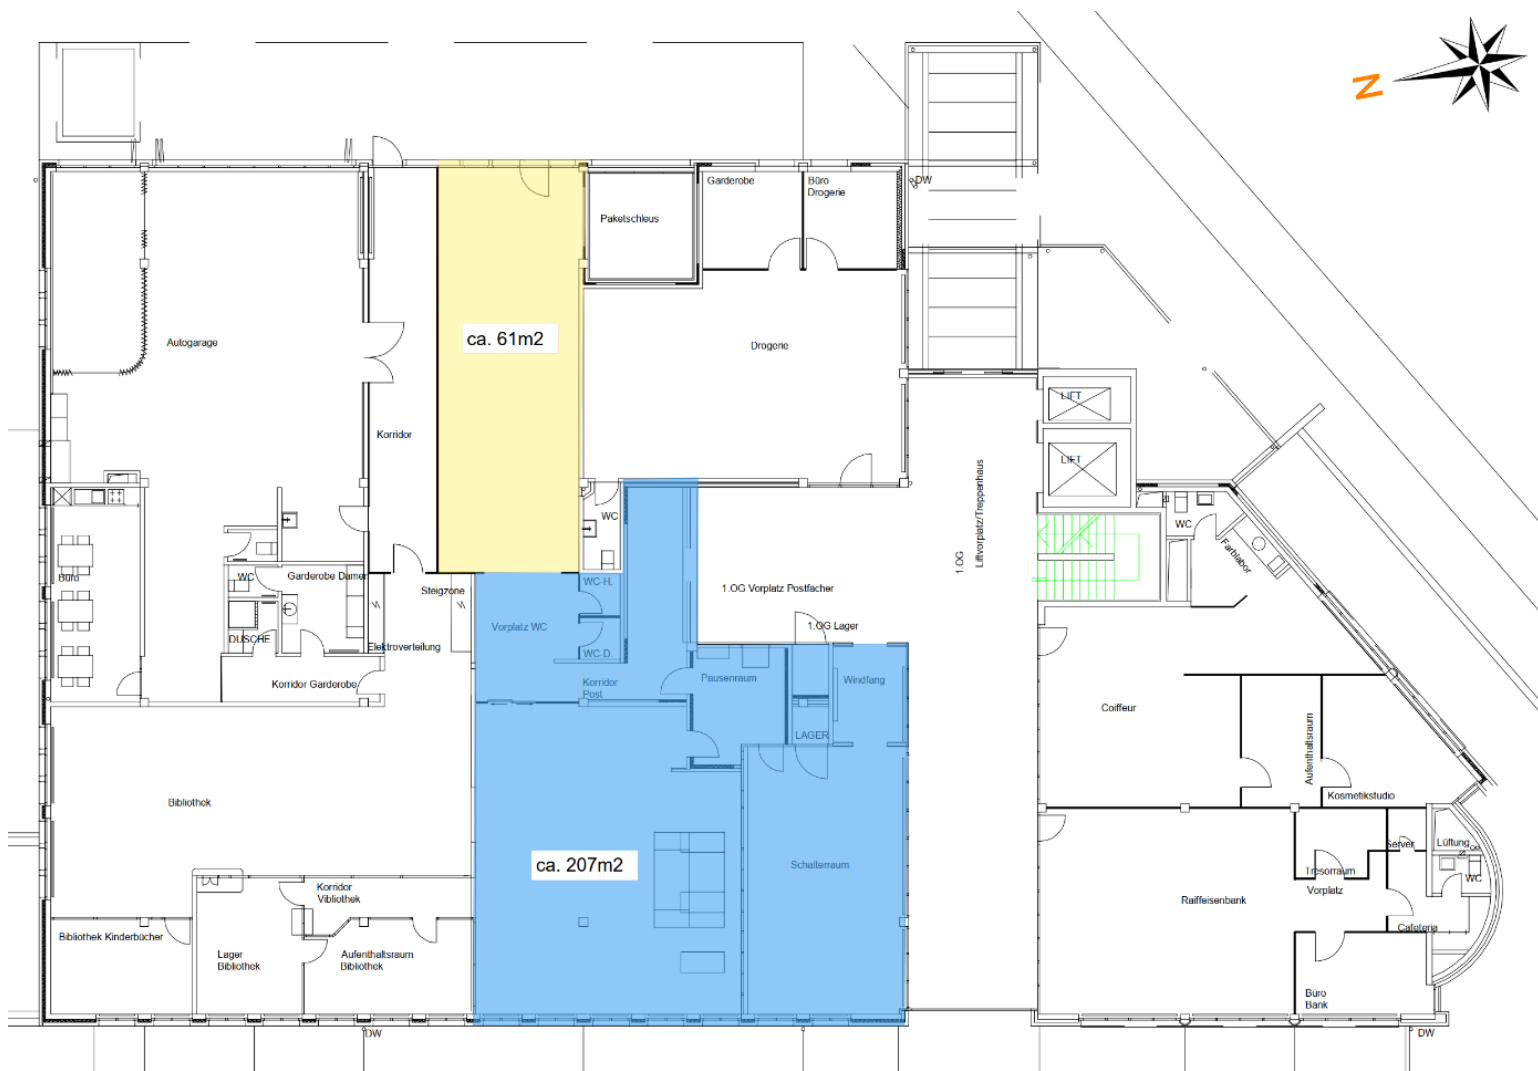 N
DW
Garderobe
Büro
Drogerie
Paketschleus
ca. 61m2
Autogarage
Drogerie
Korridor
LIFT
LIFT
1.OG
Liftvorplatz/Treppenhaus
WC
WC
Farblabor
Büro
WC
Garderobe Damen
Steigzone
WC-H.
1.OG Vorplatz Postfächer
DUSCHE
Elektroverteilung
Vorplatz WC
WC-D.
1.OG Lager
Korridor Garderobe
Korridor
Post
Pausenraum
Windfang
LAGER
Coiffeur
Aufenthaltsraum
Kosmetikstudio
Bibliothek
ca. 207m2
Schalterraum
Server
Lüftung
Tresorraum
Vorplatz
WC
Raiffeisenbank
Cafeteria
Korridor
Vibliothek
Bibliothek Kinderbücher
Lager
Bibliothek
Aufenthaltsraum
Bibliothek
Büro
Bank
DW
DW